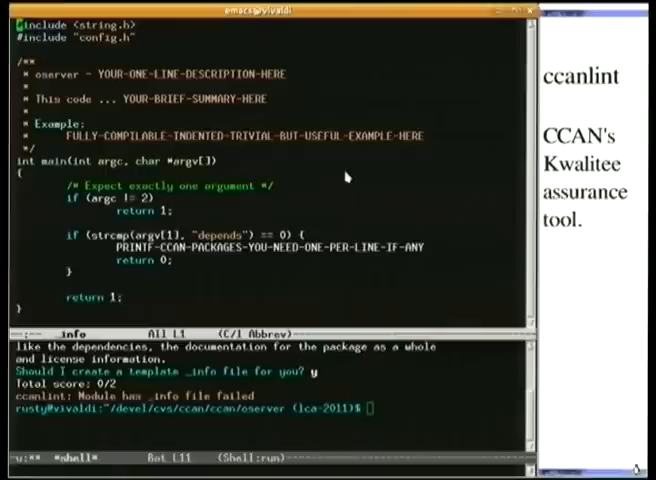 emacs@vivaldi
#include <string.h>
#include "config.h"
/**
* oserver - YOUR-ONE-LINE-DESCRIPTION-HERE
*
* This code ... YOUR-BRIEF-SUMMARY-HERE
*
* Example:
* FULLY-COMPILABLE-INDENTED-TRIVIAL-BUT-USEFUL-EXAMPLE-HERE
*/
int main(int argc, char *argv[])
{
/* Expect exactly one argument */
if (argc != 2)
return 1;
if (strcmp(argv[1], "depends") == 0) {
PRINTF-CCAN-PACKAGES-YOU-NEED-ONE-PER-LINE-IF-ANY
return 0;
}
return 1;
}
-:--- _info All L1 (C/l Abbrev)
like the dependencies, the documentation for the package as a whole
and license information.
Should I create a template _info file for you? y
Total score: 0/2
ccanlint: Module has _info file failed
rusty@vivaldi:~/devel/cvs/ccan/ccan/oserver (lca-2011)$
-u:** *shell* Bot L11 (Shell:run)
ccanlint
CCAN's
Kwalitee
assurance
tool.